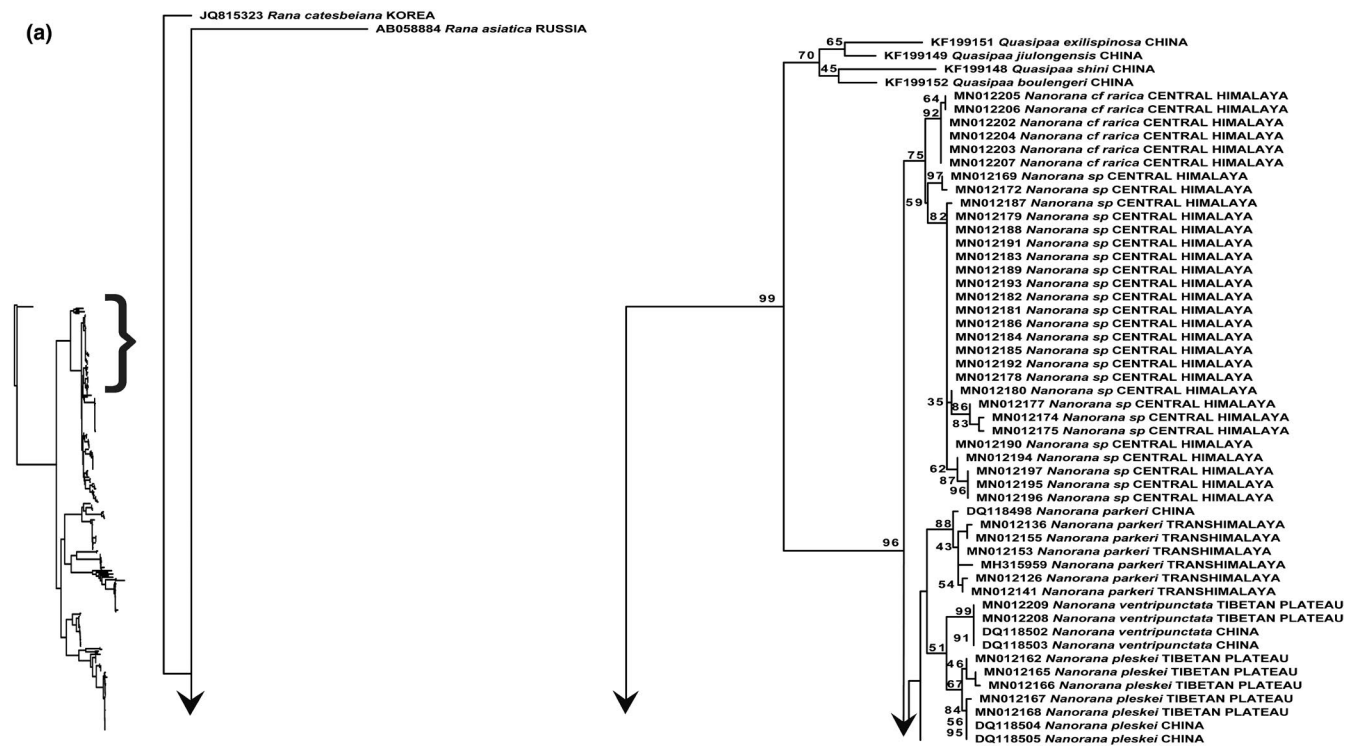 (a)
JQ815323 Rana catesbeiana KOREA
AB058884 Rana asiatica RUSSIA
65
KF199151 Quasipaa exilispinosa CHINA
70
KF199149 Quasipaa jiulongensis CHINA
45
KF199148 Quasipaa shini CHINA
KF199152 Quasipaa boulengeri CHINA
64
MN012205 Nanorana cf rarica CENTRAL HIMALAYA
MN012206 Nanorana cf rarica CENTRAL HIMALAYA
92
MN012202 Nanorana cf rarica CENTRAL HIMALAYA
MN012204 Nanorana cf rarica CENTRAL HIMALAYA
75
MN012203 Nanorana cf rarica CENTRAL HIMALAYA
MN012207 Nanorana cf rarica CENTRAL HIMALAYA
97
MN012169 Nanorana sp CENTRAL HIMALAYA
MN012172 Nanorana sp CENTRAL HIMALAYA
59
MN012187 Nanorana sp CENTRAL HIMALAYA
82
MN012179 Nanorana sp CENTRAL HIMALAYA
MN012188 Nanorana sp CENTRAL HIMALAYA
MN012191 Nanorana sp CENTRAL HIMALAYA
MN012183 Nanorana sp CENTRAL HIMALAYA
MN012189 Nanorana sp CENTRAL HIMALAYA
MN012193 Nanorana sp CENTRAL HIMALAYA
99
MN012182 Nanorana sp CENTRAL HIMALAYA
MN012181 Nanorana sp CENTRAL HIMALAYA
MN012186 Nanorana sp CENTRAL HIMALAYA
MN012184 Nanorana sp CENTRAL HIMALAYA
MN012185 Nanorana sp CENTRAL HIMALAYA
MN012192 Nanorana sp CENTRAL HIMALAYA
MN012178 Nanorana sp CENTRAL HIMALAYA
MN012180 Nanorana sp CENTRAL HIMALAYA
35
86
MN012177 Nanorana sp CENTRAL HIMALAYA
83
MN012174 Nanorana sp CENTRAL HIMALAYA
MN012175 Nanorana sp CENTRAL HIMALAYA
MN012190 Nanorana sp CENTRAL HIMALAYA
MN012194 Nanorana sp CENTRAL HIMALAYA
62
MN012197 Nanorana sp CENTRAL HIMALAYA
87
MN012195 Nanorana sp CENTRAL HIMALAYA
96
MN012196 Nanorana sp CENTRAL HIMALAYA
DQ118498 Nanorana parkeri CHINA
88
MN012136 Nanorana parkeri TRANSHIMALAYA
MN012155 Nanorana parkeri TRANSHIMALAYA
96
43
MN012153 Nanorana parkeri TRANSHIMALAYA
MH315959 Nanorana parkeri TRANSHIMALAYA
54
MN012126 Nanorana parkeri TRANSHIMALAYA
MN012141 Nanorana parkeri TRANSHIMALAYA
99
MN012209 Nanorana ventripunctata TIBETAN PLATEAU
MN012208 Nanorana ventripunctata TIBETAN PLATEAU
DQ118502 Nanorana ventripunctata CHINA
91
DQ118503 Nanorana ventripunctata CHINA
51
46
MN012162 Nanorana pleskei TIBETAN PLATEAU
MN012165 Nanorana pleskei TIBETAN PLATEAU
67
MN012166 Nanorana pleskei TIBETAN PLATEAU
MN012167 Nanorana pleskei TIBETAN PLATEAU
84
MN012168 Nanorana pleskei TIBETAN PLATEAU
56
DQ118504 Nanorana pleskei CHINA
95
DQ118505 Nanorana pleskei CHINA